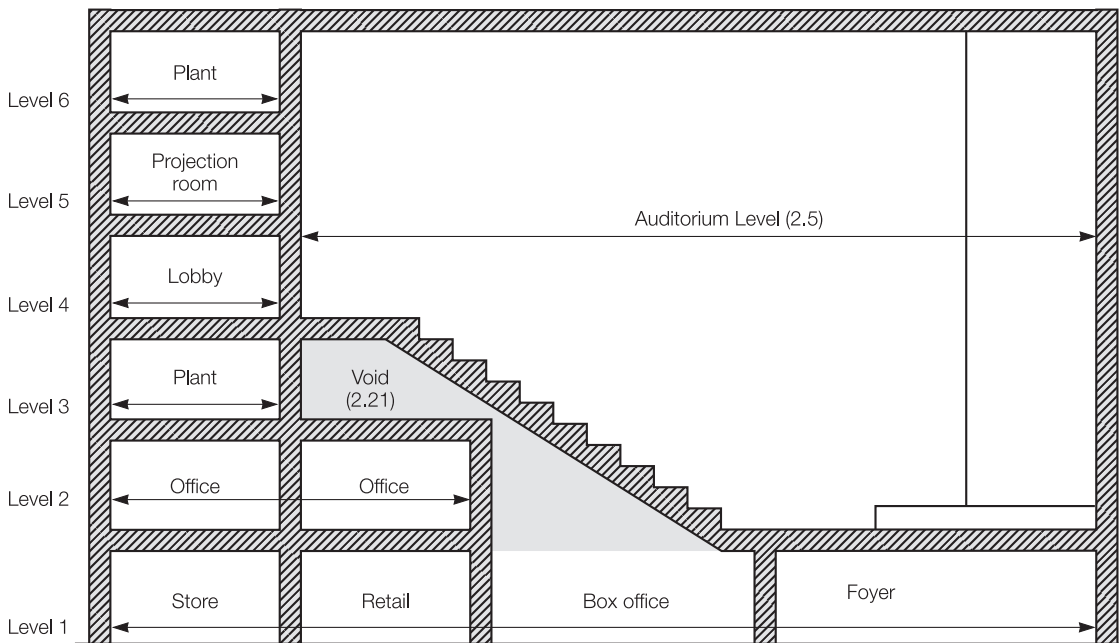 Plant
Level 6
Projection
room
Level 5
Auditorium Level (2.5)
Lobby
Level 4
Plant
Void
(2.21)
Level 3
Office
Office
Level 2
Store
Retail
Box office
Foyer
Level 1